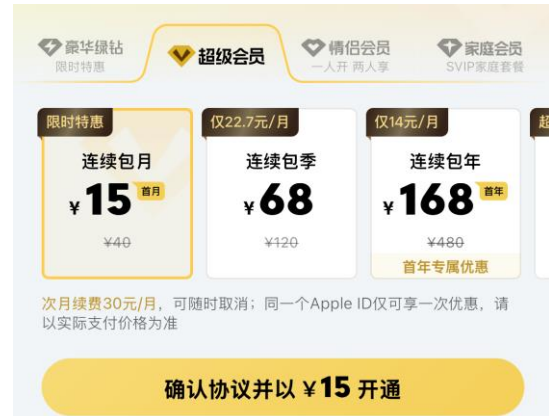 豪华绿钻
限时特惠
超级会员
情侣会员
一人开 两人享
家庭会员
SVIP家庭套餐
限时特惠
连续包月
¥15 首月
¥40
仅22.7元/月
连续包季
¥68
¥120
仅14元/月
连续包年
¥168 首年
¥480
首年专属优惠
超
次月续费30元/月，可随时取消；同一个Apple ID仅可享一次优惠，请
以实际支付价格为准
确认协议并以 ¥15 开通